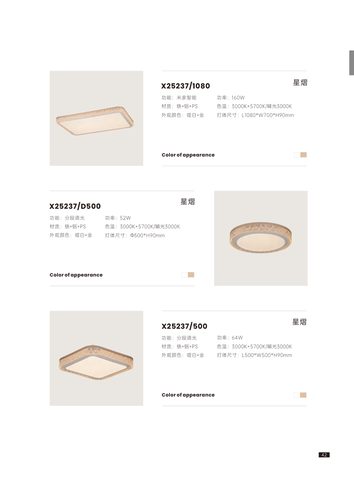 X25237/1080
星熠
功能: 米家智能
功率: 160W
材质: 铁+铝+PS
色温: 3000K+5700K/曜光3000K
外观颜色: 雅白+金
灯体尺寸: L1080*W700*H90mm
Color of appearance
X25237/D500
星熠
功能: 分段调光
功率: 52W
材质: 铁+铝+PS
色温: 3000K+5700K/曜光3000K
外观颜色: 雅白+金
灯体尺寸: Φ500*H90mm
Color of appearance
X25237/500
星熠
功能: 分段调光
功率: 64W
材质: 铁+铝+PS
色温: 3000K+5700K/曜光3000K
外观颜色: 雅白+金
灯体尺寸: L500*W500*H90mm
Color of appearance
42